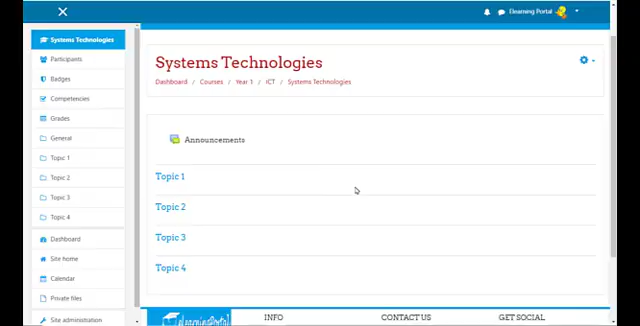 Elearning Portal
Systems Technologies
Participants
Badges
Competencies
Grades
General
Topic 1
Topic 2
Topic 3
Topic 4
Dashboard
Site home
Calendar
Private files
Site administration
Systems Technologies
Dashboard / Courses / Year 1 / ICT / Systems Technologies
Announcements
Topic 1
Topic 2
Topic 3
Topic 4
eLearningPortal
INFO
CONTACT US
GET SOCIAL